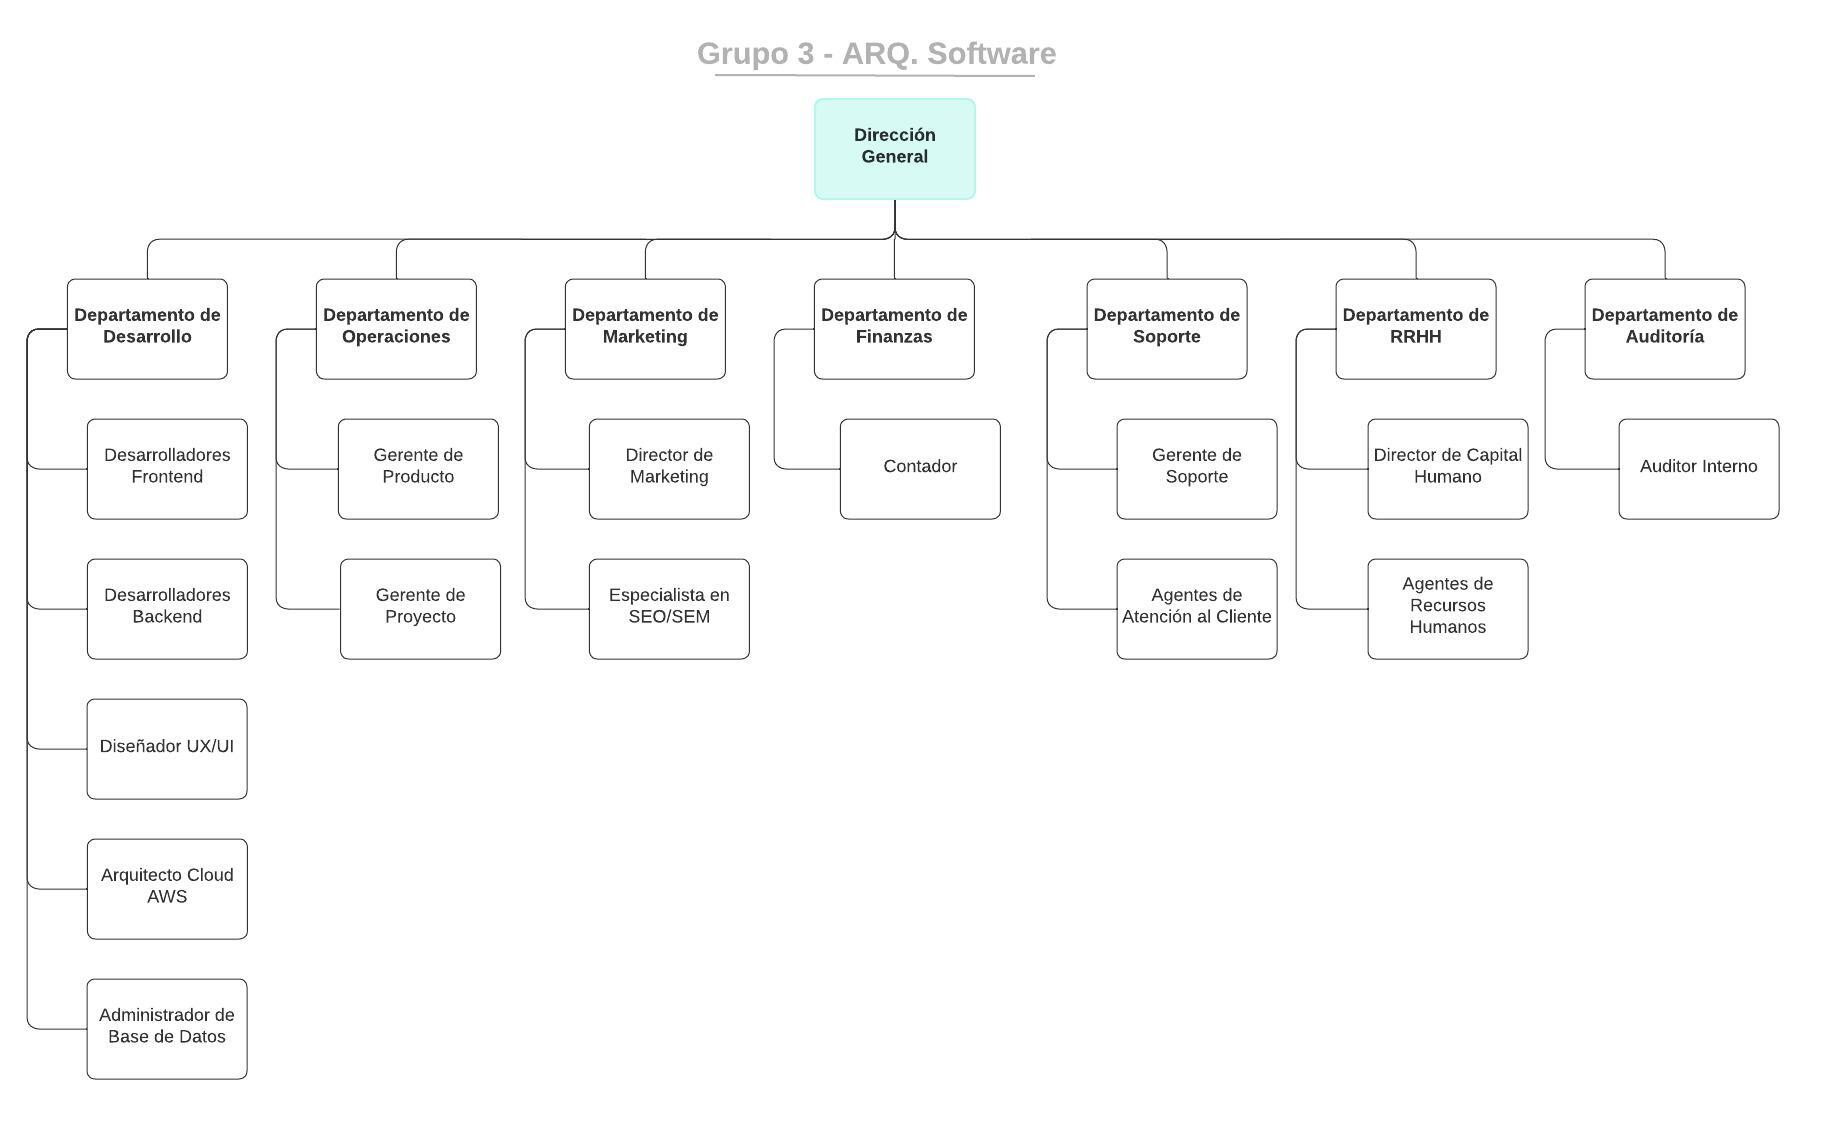 Grupo 3 - ARQ. Software
Dirección
General
Departamento de
Desarrollo
Departamento de
Operaciones
Departamento de
Marketing
Departamento de
Finanzas
Departamento de
Soporte
Departamento de
RRHH
Departamento de
Auditoría
Desarrolladores
Frontend
Gerente de
Producto
Director de
Marketing
Contador
Gerente de
Soporte
Director de Capital
Humano
Auditor Interno
Desarrolladores
Backend
Gerente de
Proyecto
Especialista en
SEO/SEM
Agentes de
Atención al Cliente
Agentes de
Recursos
Humanos
Diseñador UX/UI
Arquitecto Cloud
AWS
Administrador de
Base de Datos